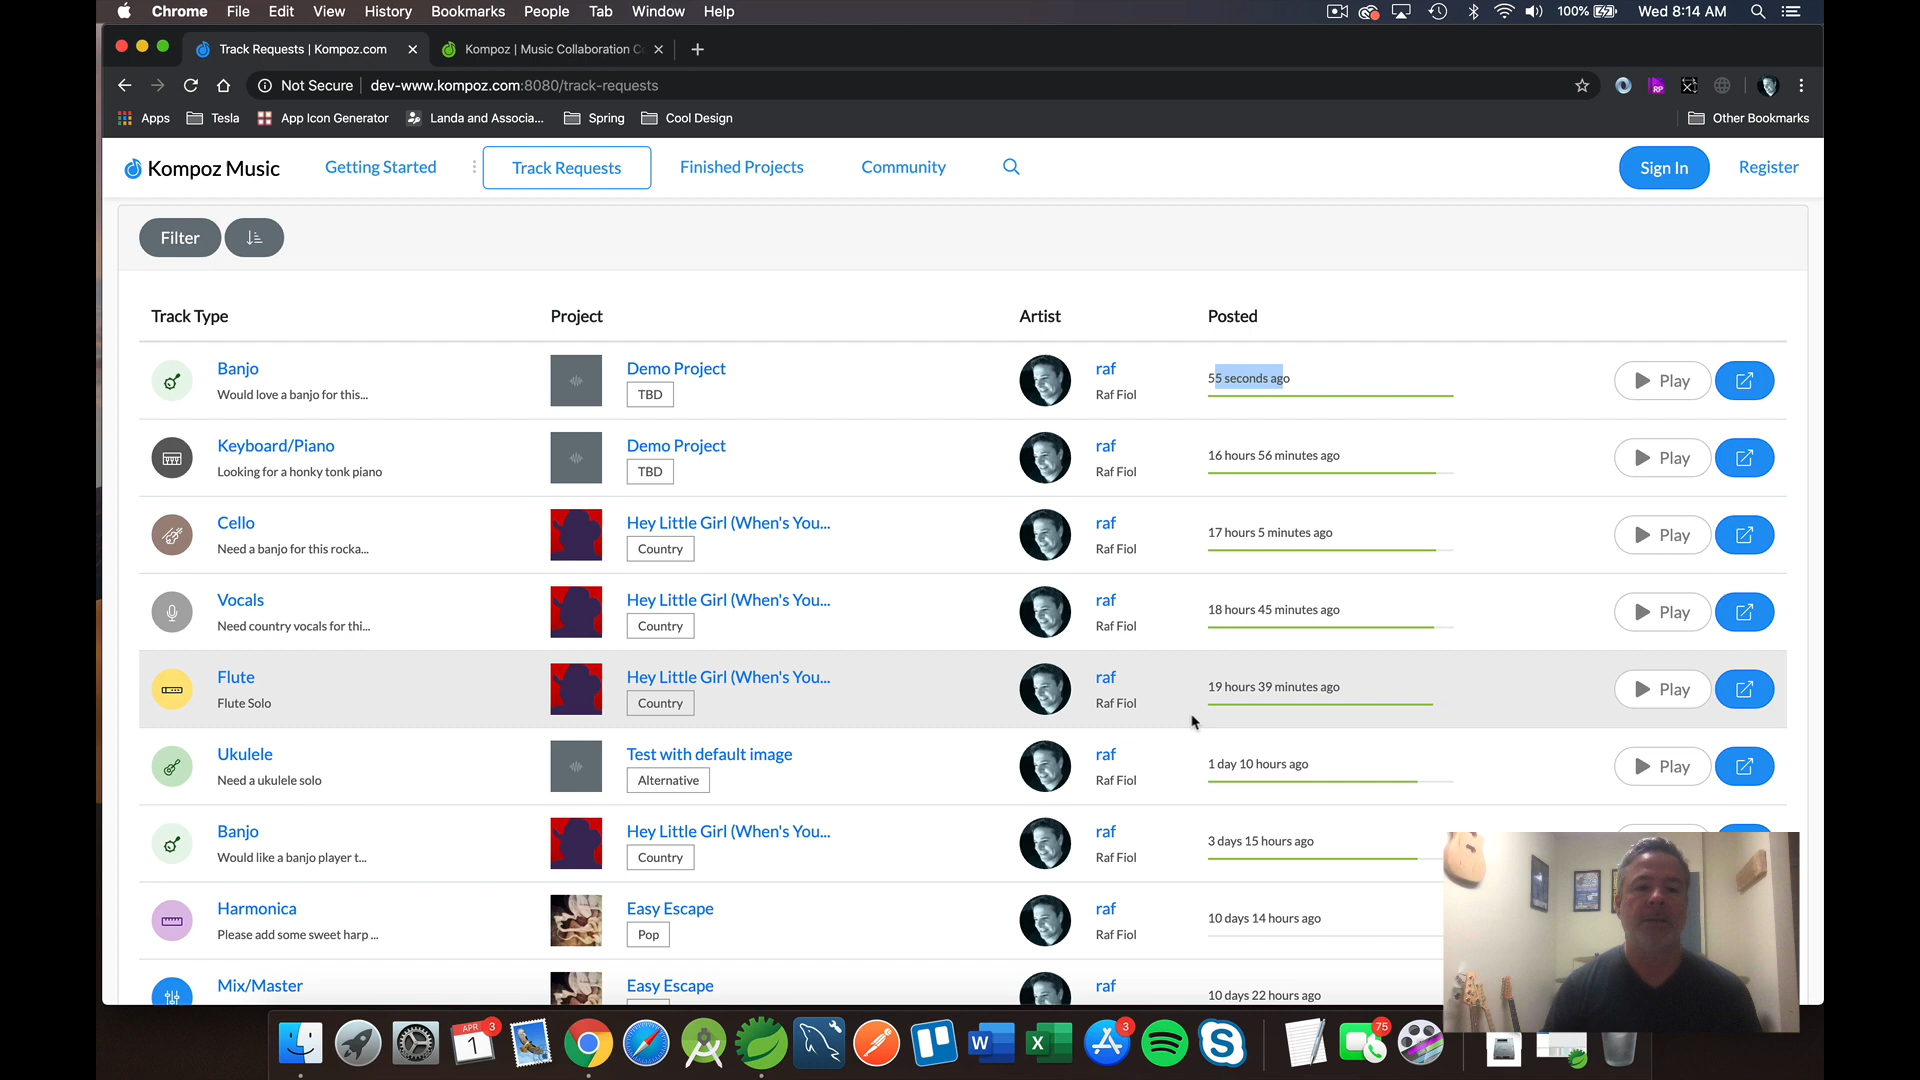 Chrome File Edit View History Bookmarks People Tab Window Help 100% Wed 8:14 AM
Track Requests | Kompoz.com Kompoz | Music Collaboration
Not Secure dev-www.kompoz.com:8080/track-requests
RP
Apps Tesla App Icon Generator Landa and Associa... Spring Cool Design Other Bookmarks
Kompoz Music Getting Started Track Requests Finished Projects Community Sign In Register
Filter
Track Type Project Artist Posted
Banjo Demo Project raf 55 seconds ago Play
Would love a banjo for this... TBD Raf Fiol
Keyboard/Piano Demo Project raf 16 hours 56 minutes ago Play
Looking for a honky tonk piano TBD Raf Fiol
Cello Hey Little Girl (When's You... raf 17 hours 5 minutes ago Play
Need a banjo for this rocka... Country Raf Fiol
Vocals Hey Little Girl (When's You... raf 18 hours 45 minutes ago Play
Need country vocals for thi... Country Raf Fiol
Flute Hey Little Girl (When's You... raf 19 hours 39 minutes ago Play
Flute Solo Country Raf Fiol
Ukulele Test with default image raf 1 day 10 hours ago Play
Need a ukulele solo Alternative Raf Fiol
Banjo Hey Little Girl (When's You... raf 3 days 15 hours ago
Would like a banjo player t... Country Raf Fiol
Harmonica Easy Escape raf 10 days 14 hours ago
Please add some sweet harp ... Pop Raf Fiol
Mix/Master Easy Escape raf 10 days 22 hours ago
APR 3 3 75
1 W X S